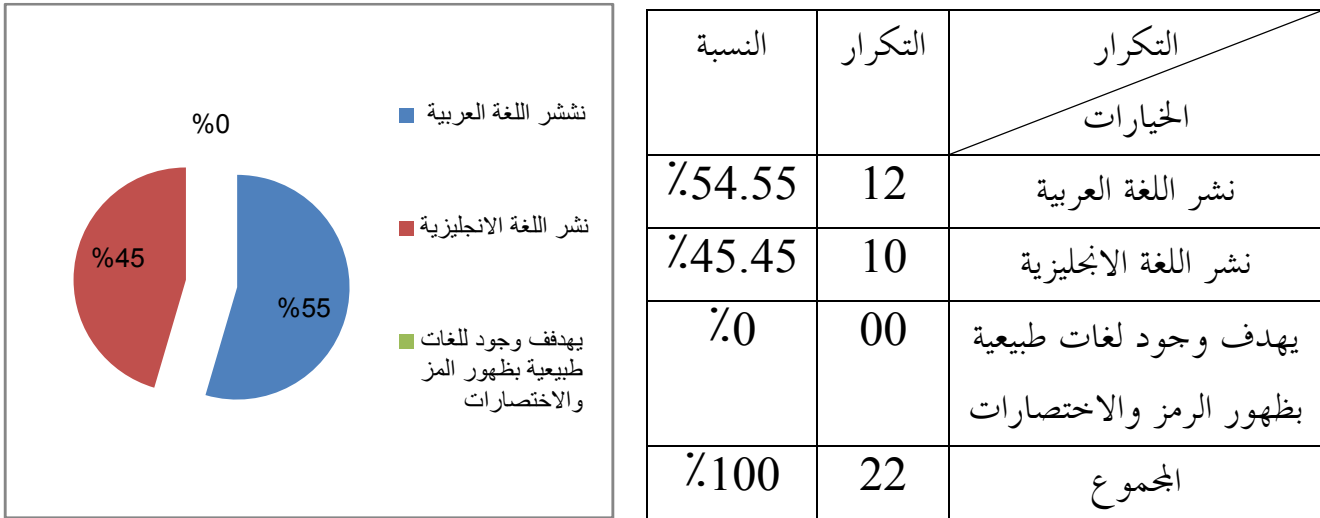 %0
%45
%55
نششر اللغة العربية
نشر اللغة الانجليزية
يهدفف وجود للغات
طبيعية بظهور المز
والاختصارات
التكرار التكرار النسبة
الخيارات
نشر اللغة العربية 12 54.55٪
نشر اللغة الانجليزية 10 45.45٪
يهدف وجود لغات طبيعية 00 0٪
بظهور الرمز والاختصارات
المجموع 22 100٪